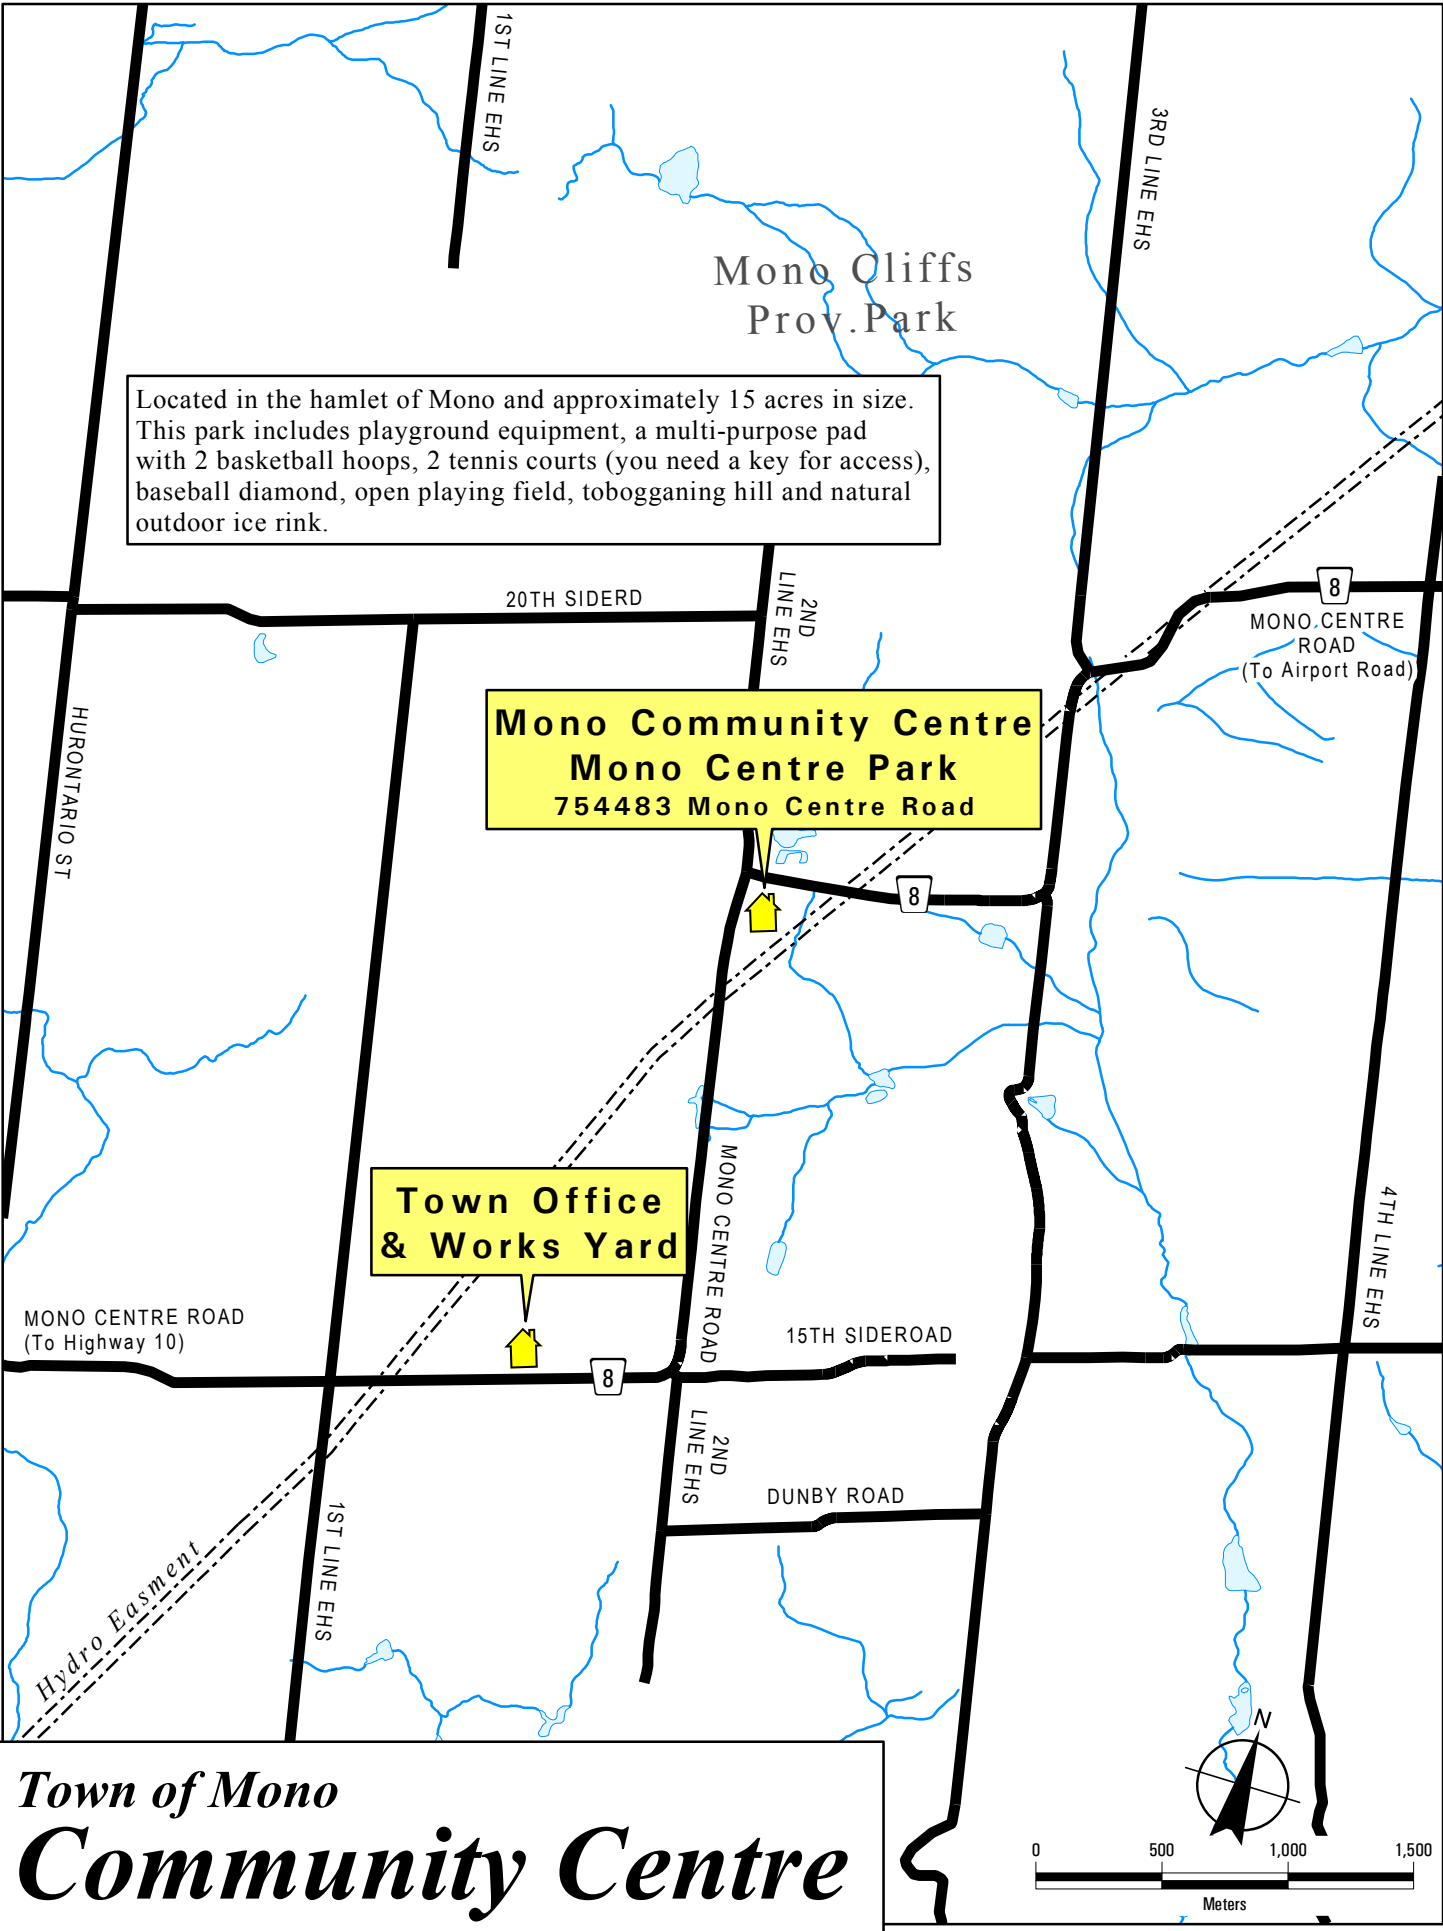 1ST LINE EHS
3RD LINE EHS
Mono Cliffs
Prov. Park
Located in the hamlet of Mono and approximately 15 acres in size.
This park includes playground equipment, a multi-purpose pad
with 2 basketball hoops, 2 tennis courts (you need a key for access),
baseball diamond, open playing field, tobogganing hill and natural
outdoor ice rink.
20TH SIDERD
2ND
LINE EHS
8
MONO CENTRE
ROAD
(To Airport Road)
HURONTARIO ST
Mono Community Centre
Mono Centre Park
754483 Mono Centre Road
8
Town Office
& Works Yard
MONO CENTRE ROAD
4TH LINE EHS
MONO CENTRE ROAD
(To Highway 10)
15TH SIDEROAD
8
2ND
LINE EHS
DUNBY ROAD
1ST LINE EHS
Hydro Easment
N
Town of Mono
Community Centre
0 500 1,000 1,500
Meters